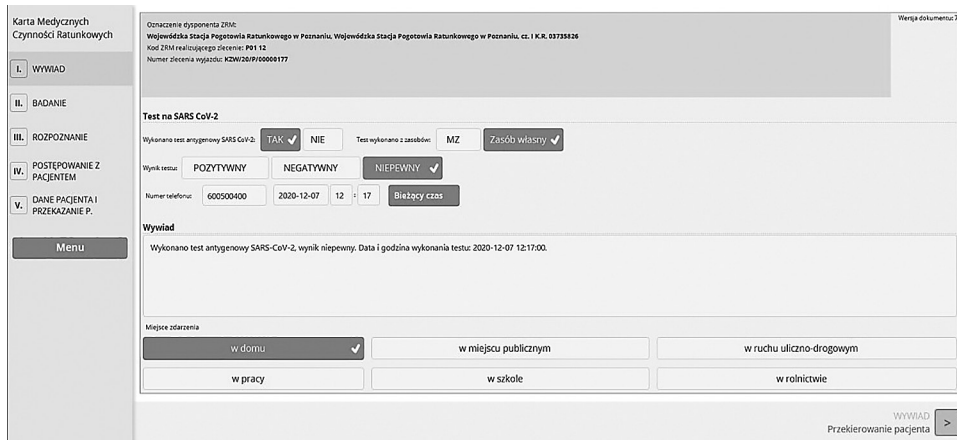 Karta Medycznych
Czynności Ratunkowych
I. WYWIAD
II. BADANIE
III. ROZPOZNANIE
IV. POSTĘPOWANIE Z
PACJENTEM
V. DANE PACJENTA I
PRZEKAZANIE P.
Menu
Wersja dokumentu: 7
Oznaczenie dysponenta ZRM:
Wojewódzka Stacja Pogotowia Ratunkowego w Poznaniu, Wojewódzka Stacja Pogotowia Ratunkowego w Poznaniu, cz. I K.R. 03735826
Kod ZRM realizującego zlecenie: P01 12
Numer zlecenia wyjazdu: KZW/20/P/00000177
Test na SARS CoV-2
Wykonano test antygenowy SARS CoV-2: TAK NIE Test wykonano z zasobów: MZ Zasób własny
Wynik testu: POZYTYWNY NEGATYWNY NIEPEWNY
Numer telefonu: 600500400 2020-12-07 12 : 17 Bieżący czas
Wywiad
Wykonano test antygenowy SARS-CoV-2, wynik niepewny. Data i godzina wykonania testu: 2020-12-07 12:17:00.
Miejsce zdarzenia
w domu w miejscu publicznym w ruchu uliczno-drogowym
w pracy w szkole w rolnictwie
WYWIAD
Przekierowanie pacjenta >